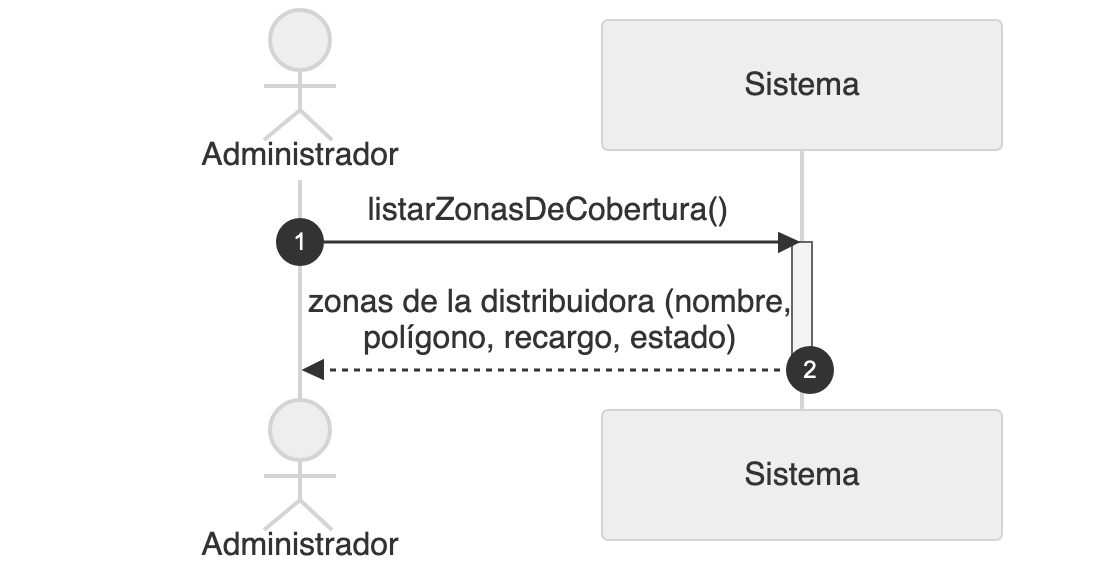 Sistema
Administrador
listarZonasDeCobertura()
1
zonas de la distribuidora (nombre,
polígono, recargo, estado)
2
Sistema
Administrador